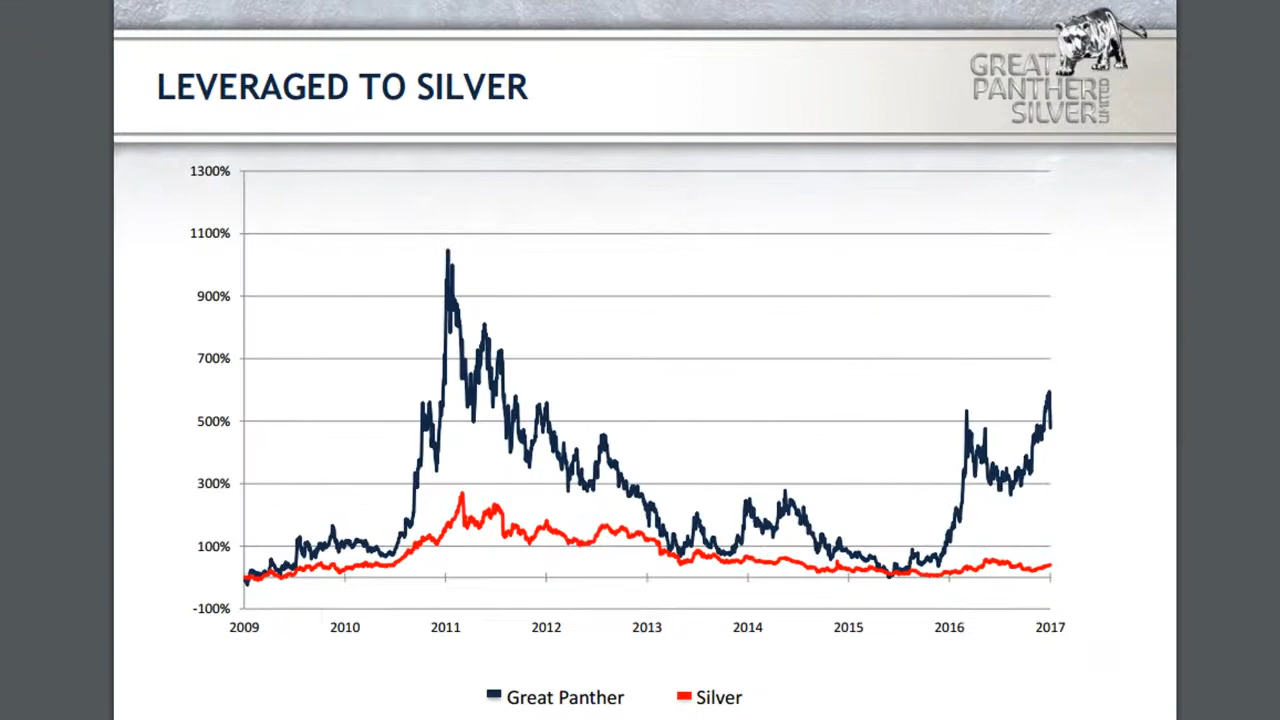 LEVERAGED TO SILVER
GREAT
PANTHER
SILVER
LIMITED
1300%
1100%
900%
700%
500%
300%
100%
-100%
2009 2010 2011 2012 2013 2014 2015 2016 2017
Great Panther Silver